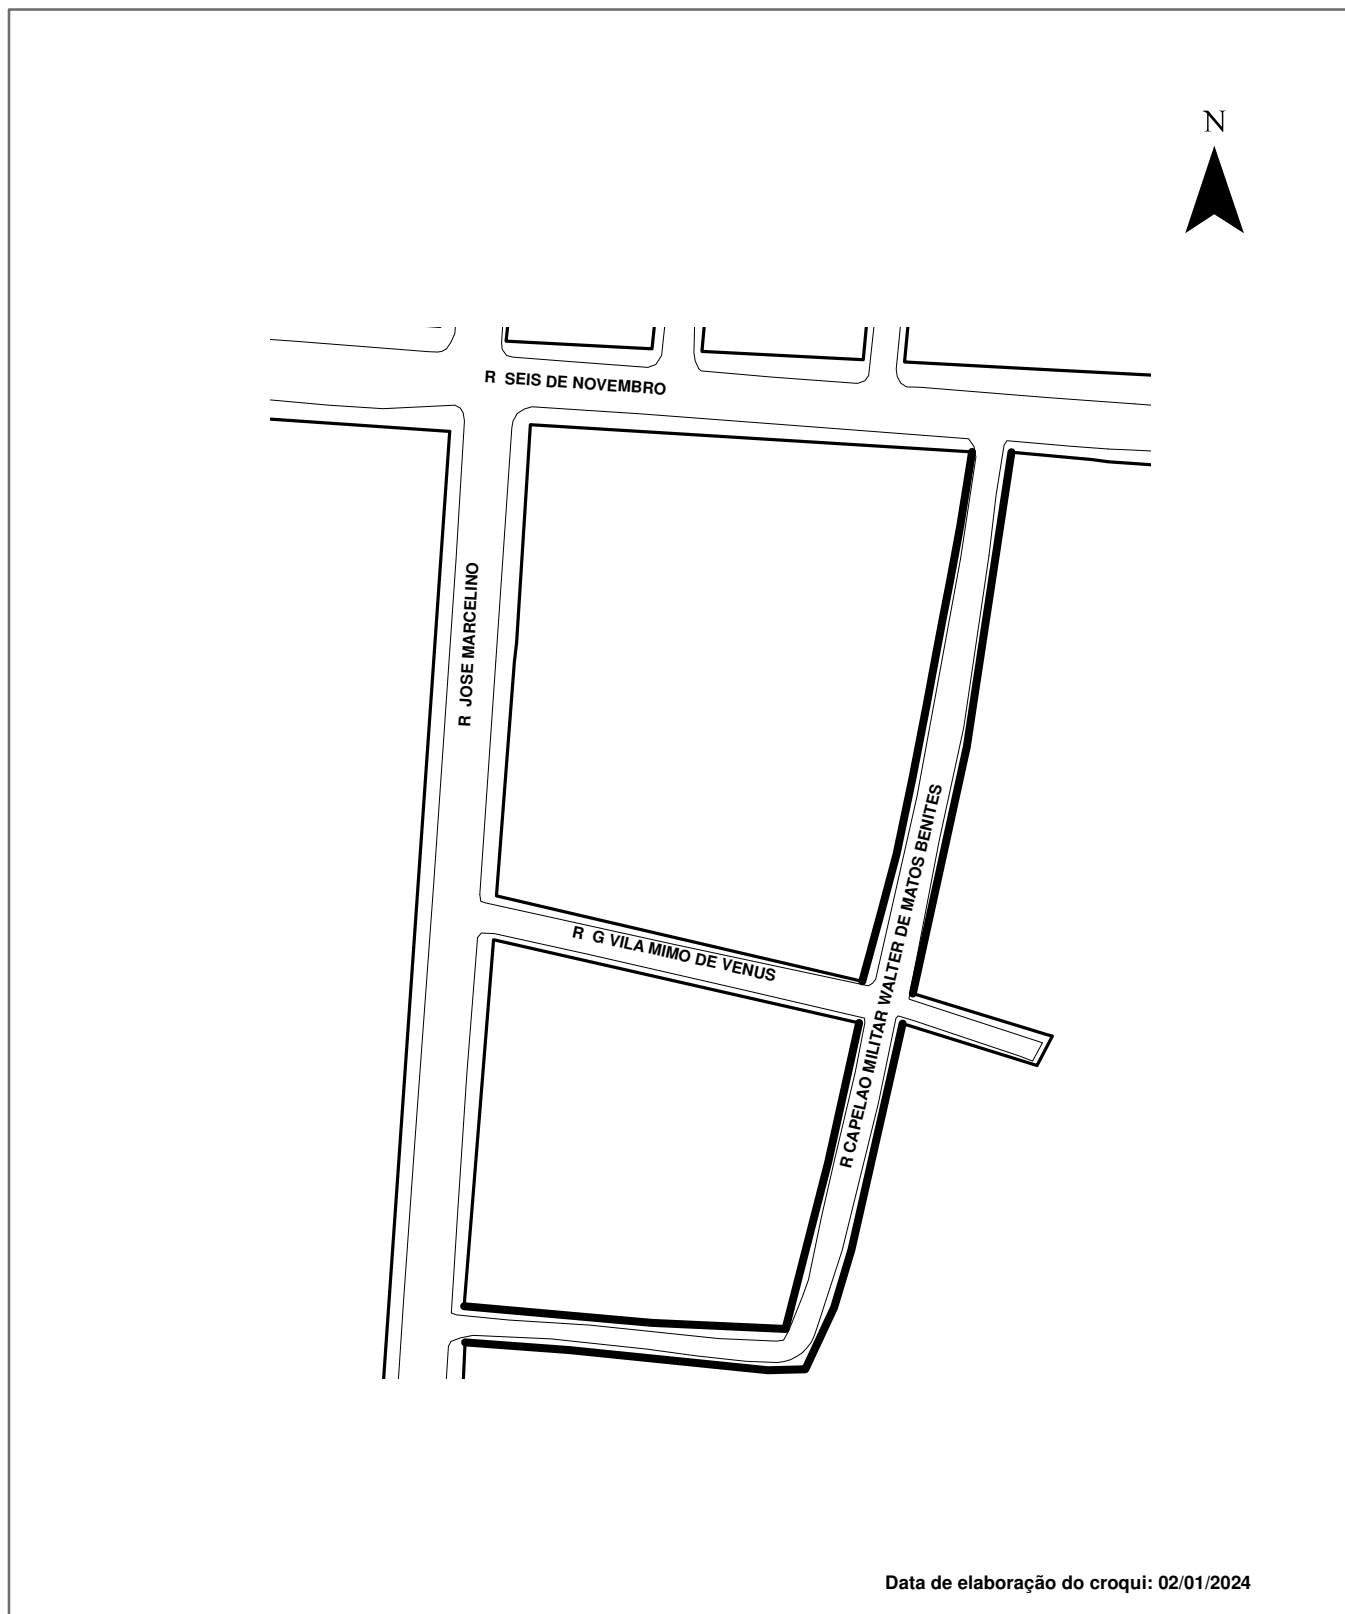 N
R SEIS DE NOVEMBRO
R JOSE MARCELINO
R CAPELAO MILITAR WALTER DE MATOS BENITES
R G VILA MIMO DE VENUS
Data de elaboração do croqui: 02/01/2024